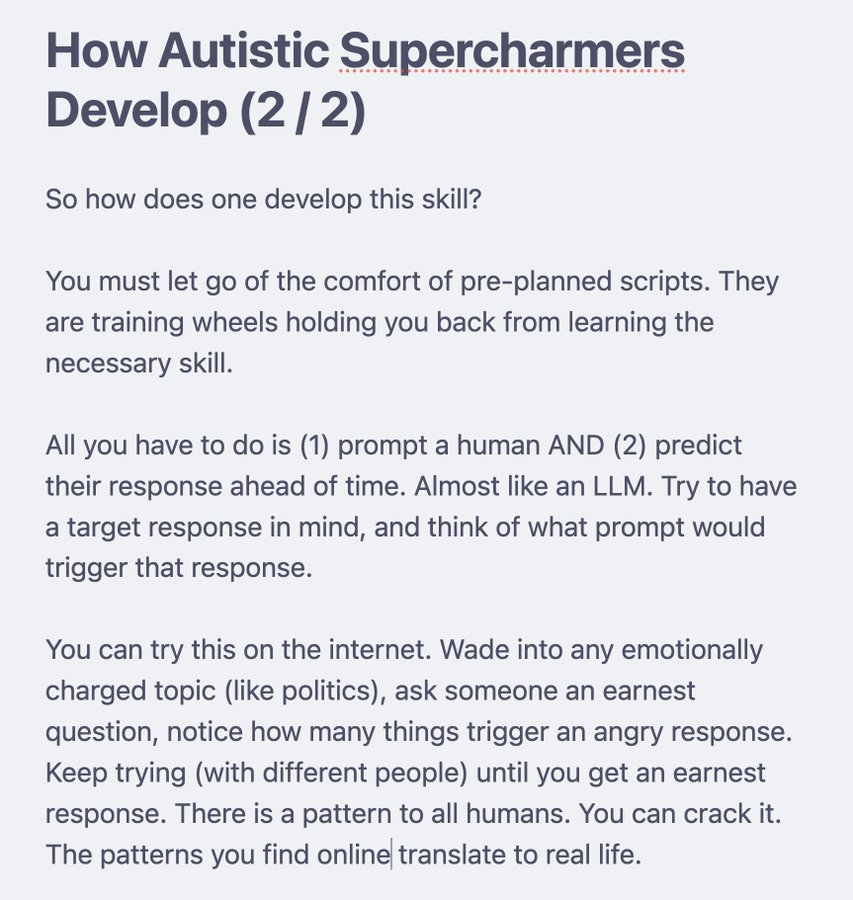 How Autistic Supercharmers
Develop (2 / 2)
So how does one develop this skill?
You must let go of the comfort of pre-planned scripts. They
are training wheels holding you back from learning the
necessary skill.
All you have to do is (1) prompt a human AND (2) predict
their response ahead of time. Almost like an LLM. Try to have
a target response in mind, and think of what prompt would
trigger that response.
You can try this on the internet. Wade into any emotionally
charged topic (like politics), ask someone an earnest
question, notice how many things trigger an angry response.
Keep trying (with different people) until you get an earnest
response. There is a pattern to all humans. You can crack it.
The patterns you find online translate to real life.